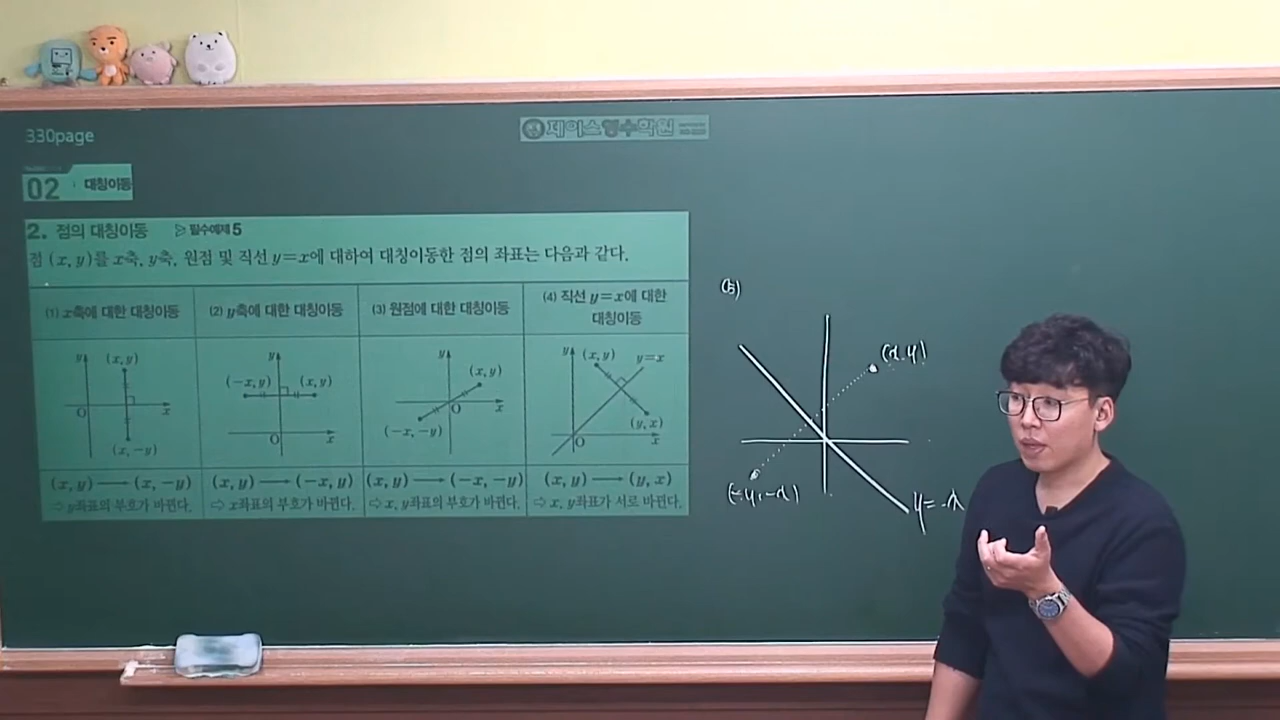 330page
제이스영수학원
02 대칭이동
2. 점의 대칭이동 ▷필수예제 5
점 (x, y)를 x축, y축, 원점 및 직선 y=x에 대하여 대칭이동한 점의 좌표는 다음과 같다.
(1) x축에 대한 대칭이동
y
(x, y)
O
x
(x, -y)
(x, y) → (x, -y)
⇨ y좌표의 부호가 바뀐다.
(2) y축에 대한 대칭이동
y
(-x, y)
(x, y)
O
x
(x, y) → (-x, y)
⇨ x좌표의 부호가 바뀐다.
(3) 원점에 대한 대칭이동
y
(x, y)
O
x
(-x, -y)
(x, y) → (-x, -y)
⇨ x, y좌표의 부호가 바뀐다.
(4) 직선 y=x에 대한
대칭이동
y
(x, y)
y=x
(y, x)
O
x
(x, y) → (y, x)
⇨ x, y좌표가 서로 바뀐다.
(5)
(x, y)
(-y, -x)
y=-x